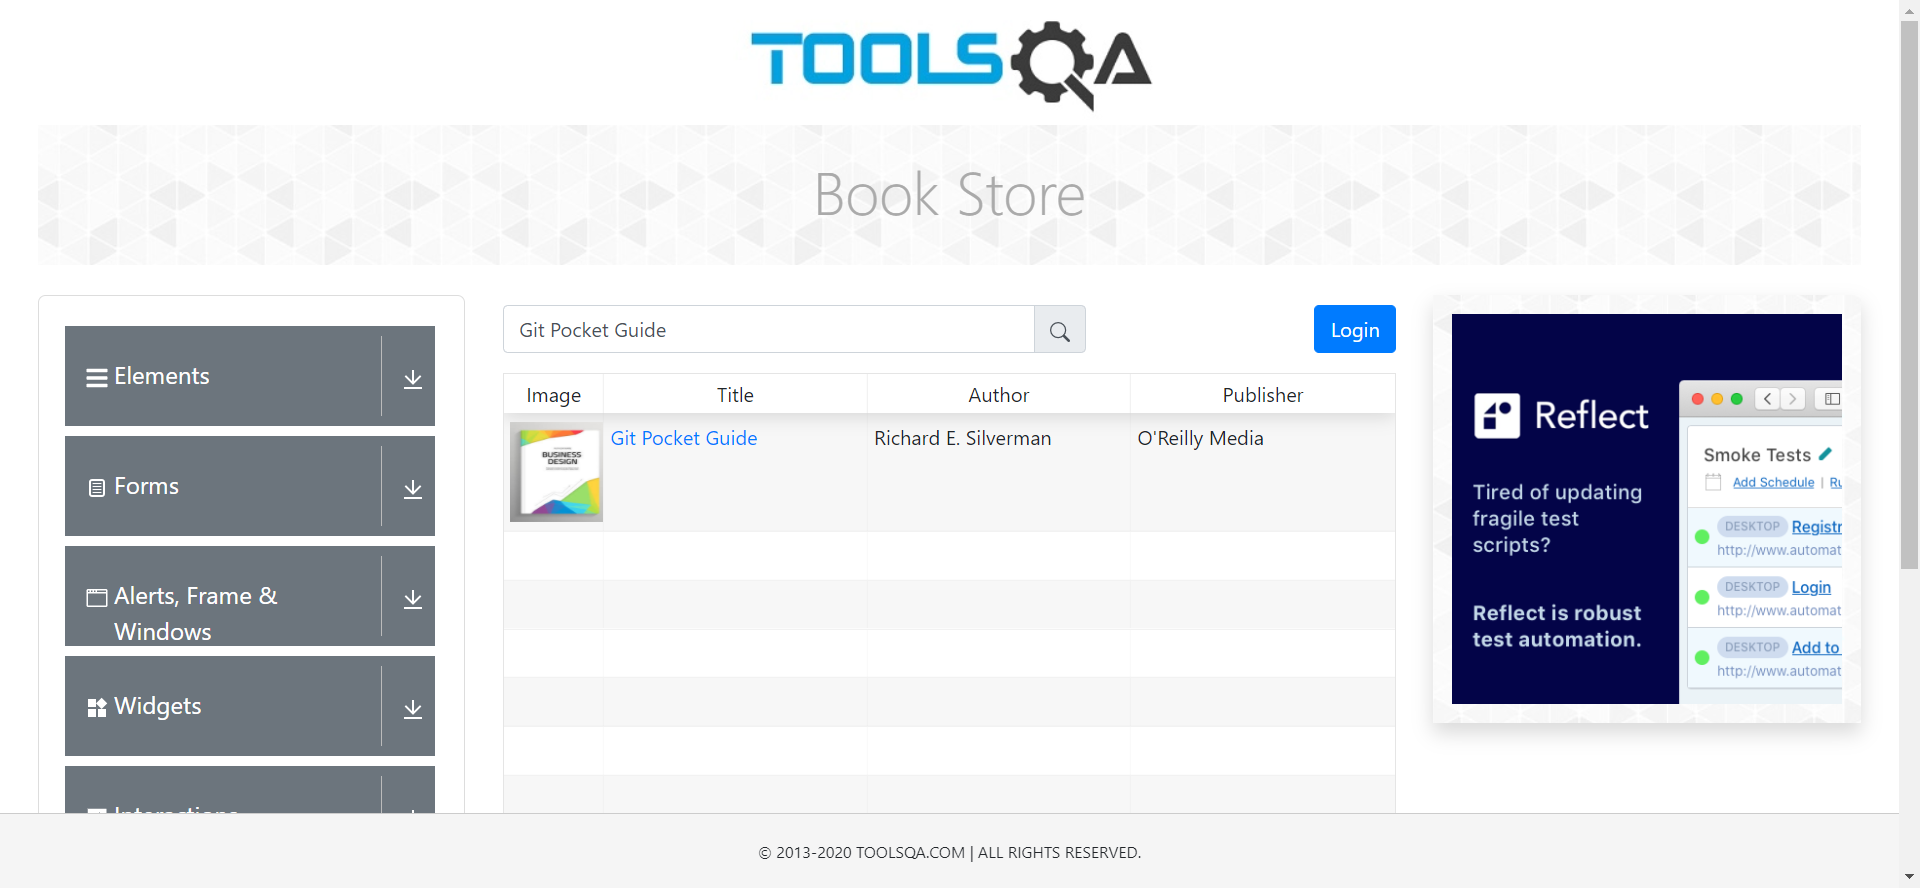 TOOLSQA
Book Store
Elements
Forms
Alerts, Frame &
Windows
Widgets
Interactions
Git Pocket Guide
Login
Image Title Author Publisher
BUSINESS
DESIGN
Git Pocket Guide Richard E. Silverman O'Reilly Media
Reflect
Tired of updating
fragile test
scripts?
Reflect is robust
test automation.
Smoke Tests
Add Schedule | Ru
DESKTOP Registr
http://www.automat
DESKTOP Login
http://www.automat
DESKTOP Add to
http://www.automat
© 2013-2020 TOOLSQA.COM | ALL RIGHTS RESERVED.